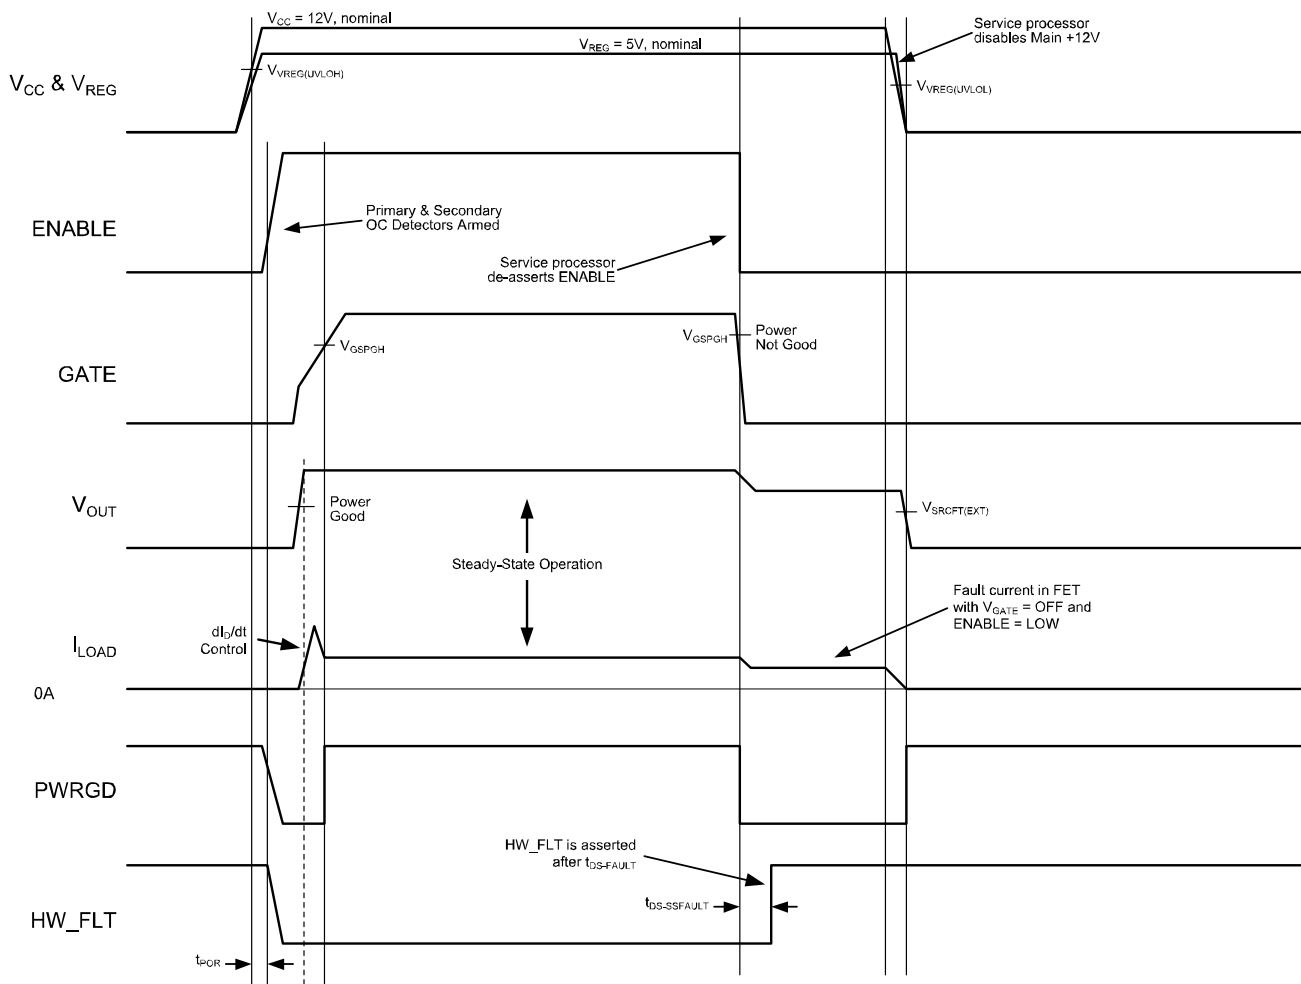 V_CC = 12V, nominal
Service processor
disables Main +12V
V_REG = 5V, nominal
V_VREG(UVLOH)
V_CC & V_REG
V_VREG(UVLOL)
Primary & Secondary
OC Detectors Armed
ENABLE
Service processor
de-asserts ENABLE
V_GSPGH
V_GSPGH
Power
Not Good
GATE
V_OUT
Power
Good
V_SRCFT(EXT)
Steady-State Operation
Fault current in FET
with V_GATE = OFF and
ENABLE = LOW
dI_D/dt
Control
I_LOAD
0A
PWRGD
HW_FLT is asserted
after t_DS-FAULT
t_DS-SSFAULT
HW_FLT
t_POR